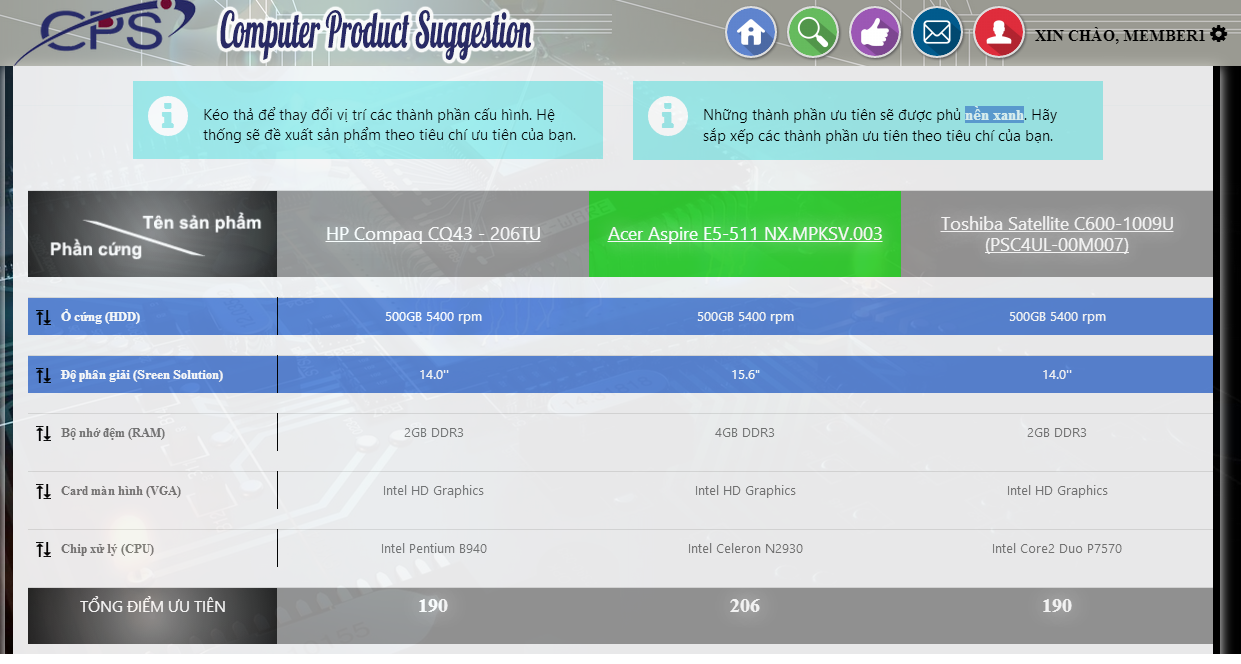 CPS Computer Product Suggestion XIN CHÀO, MEMBER1
Kéo thả để thay đổi vị trí các thành phần cấu hình. Hệ
thống sẽ đề xuất sản phẩm theo tiêu chí ưu tiên của bạn.
Những thành phần ưu tiên sẽ được phủ nền xanh. Hãy
sắp xếp các thành phần ưu tiên theo tiêu chí của bạn.
Tên sản phẩm
Phần cứng
HP Compaq CQ43 - 206TU
Acer Aspire E5-511 NX.MPKSV.003
Toshiba Satellite C600-1009U
(PSC4UL-00M007)
Ổ cứng (HDD) 500GB 5400 rpm 500GB 5400 rpm 500GB 5400 rpm
Độ phân giải (Sreen Solution) 14.0" 15.6" 14.0"
Bộ nhớ đệm (RAM) 2GB DDR3 4GB DDR3 2GB DDR3
Card màn hình (VGA) Intel HD Graphics Intel HD Graphics Intel HD Graphics
Chip xử lý (CPU) Intel Pentium B940 Intel Celeron N2930 Intel Core2 Duo P7570
TỔNG ĐIỂM ƯU TIÊN 190 206 190